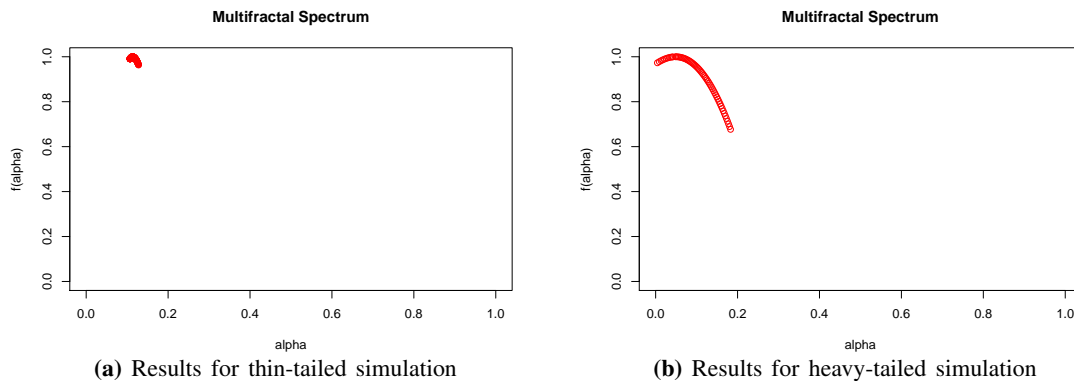 Multifractal Spectrum
f(alpha)
1.0
0.8
0.6
0.4
0.2
0.0
0.0 0.2 0.4 0.6 0.8 1.0
alpha
(a) Results for thin-tailed simulation
Multifractal Spectrum
f(alpha)
1.0
0.8
0.6
0.4
0.2
0.0
0.0 0.2 0.4 0.6 0.8 1.0
alpha
(b) Results for heavy-tailed simulation